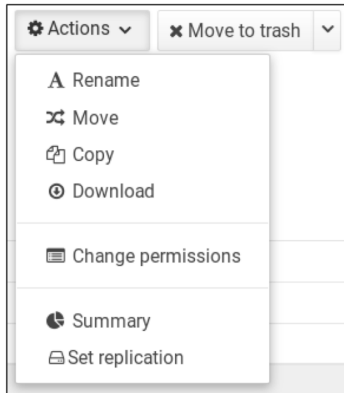 Actions
Move to trash
Rename
Move
Copy
Download
Change permissions
Summary
Set replication